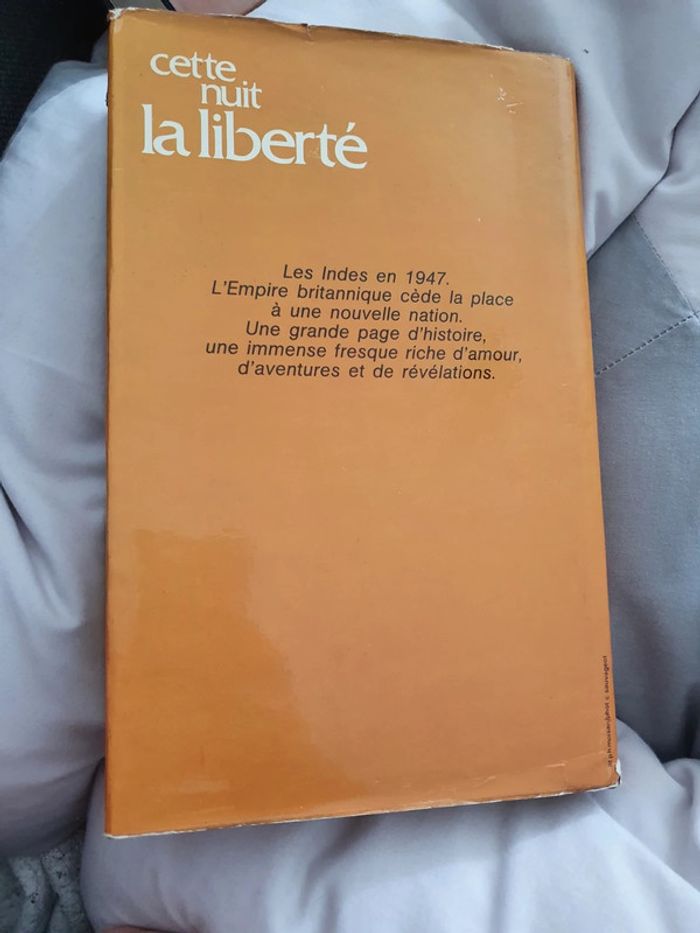 cette
nuit
la liberté
Les Indes en 1947.
L'Empire britannique cède la place
à une nouvelle nation.
Une grande page d'histoire,
une immense fresque riche d'amour,
d'aventures et de révélations.
sauvageot